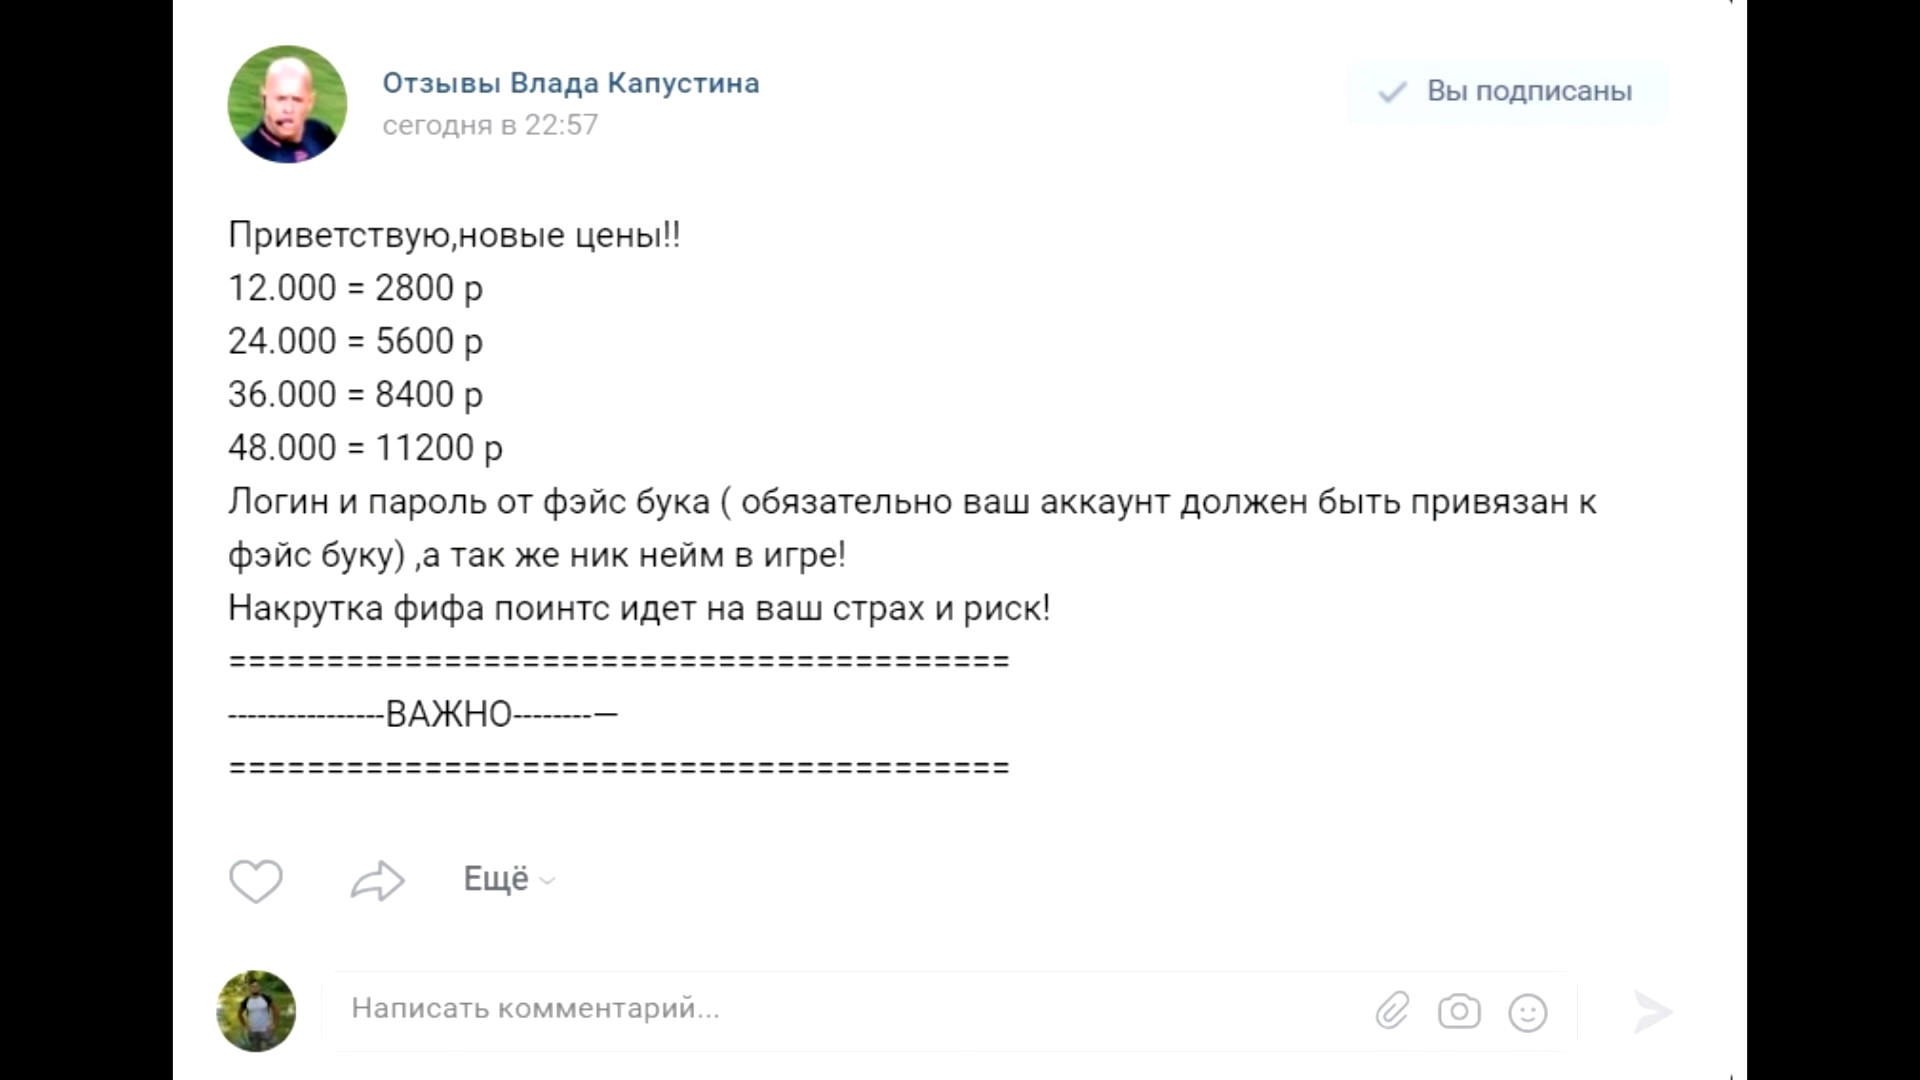 Отзывы Влада Капустина
сегодня в 22:57
Вы подписаны
Приветствую,новые цены!!
12.000 = 2800 р
24.000 = 5600 р
36.000 = 8400 р
48.000 = 11200 р
Логин и пароль от фэйс бука ( обязательно ваш аккаунт должен быть привязан к
фэйс буку) ,а так же ник нейм в игре!
Накрутка фифа поинтс идет на ваш страх и риск!
========================================
----------------ВАЖНО--------—
========================================
Ещё
Написать комментарий...